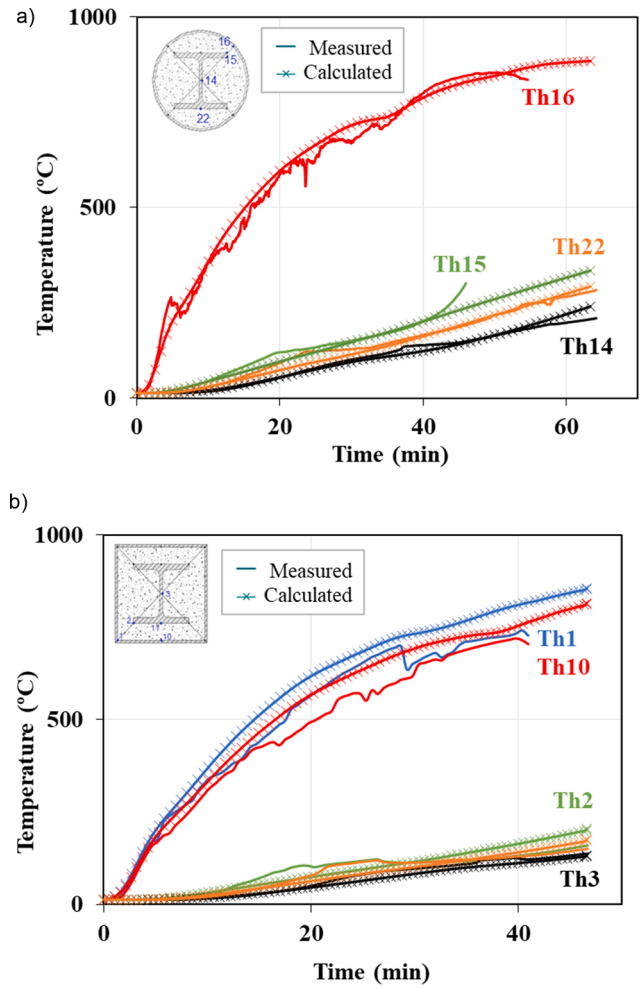 a)
1000
16
15
14
22
Measured
Calculated
Th16
Temperature (ºC)
500
Th15
Th22
Th14
0
0 20 40 60
Time (min)
b)
1000
3
2 11
1 10
Measured
Calculated
Th1
Th10
Temperature (ºC)
500
Th2
Th3
0
0 20 40
Time (min)